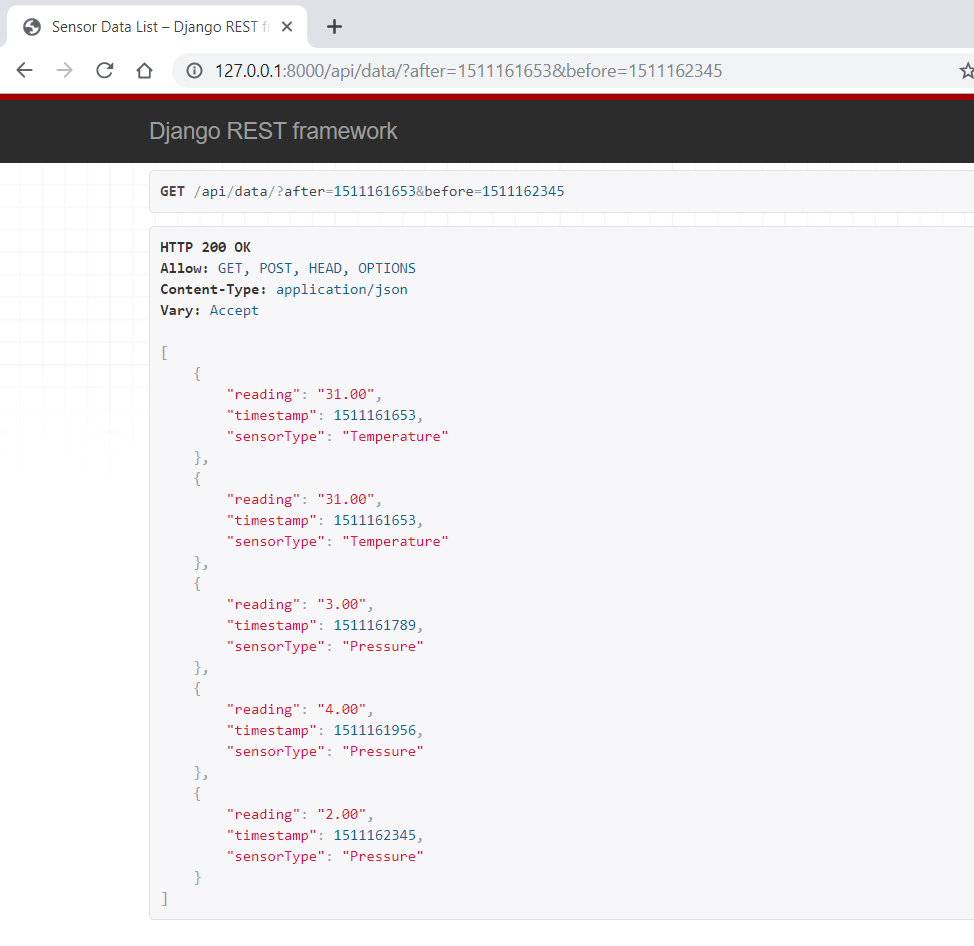 Sensor Data List – Django REST
127.0.0.1:8000/api/data/?after=1511161653&before=1511162345
Django REST framework
GET /api/data/?after=1511161653&before=1511162345
HTTP 200 OK
Allow: GET, POST, HEAD, OPTIONS
Content-Type: application/json
Vary: Accept
[
    {
        "reading": "31.00",
        "timestamp": 1511161653,
        "sensorType": "Temperature"
    },
    {
        "reading": "31.00",
        "timestamp": 1511161653,
        "sensorType": "Temperature"
    },
    {
        "reading": "3.00",
        "timestamp": 1511161789,
        "sensorType": "Pressure"
    },
    {
        "reading": "4.00",
        "timestamp": 1511161956,
        "sensorType": "Pressure"
    },
    {
        "reading": "2.00",
        "timestamp": 1511162345,
        "sensorType": "Pressure"
    }
]